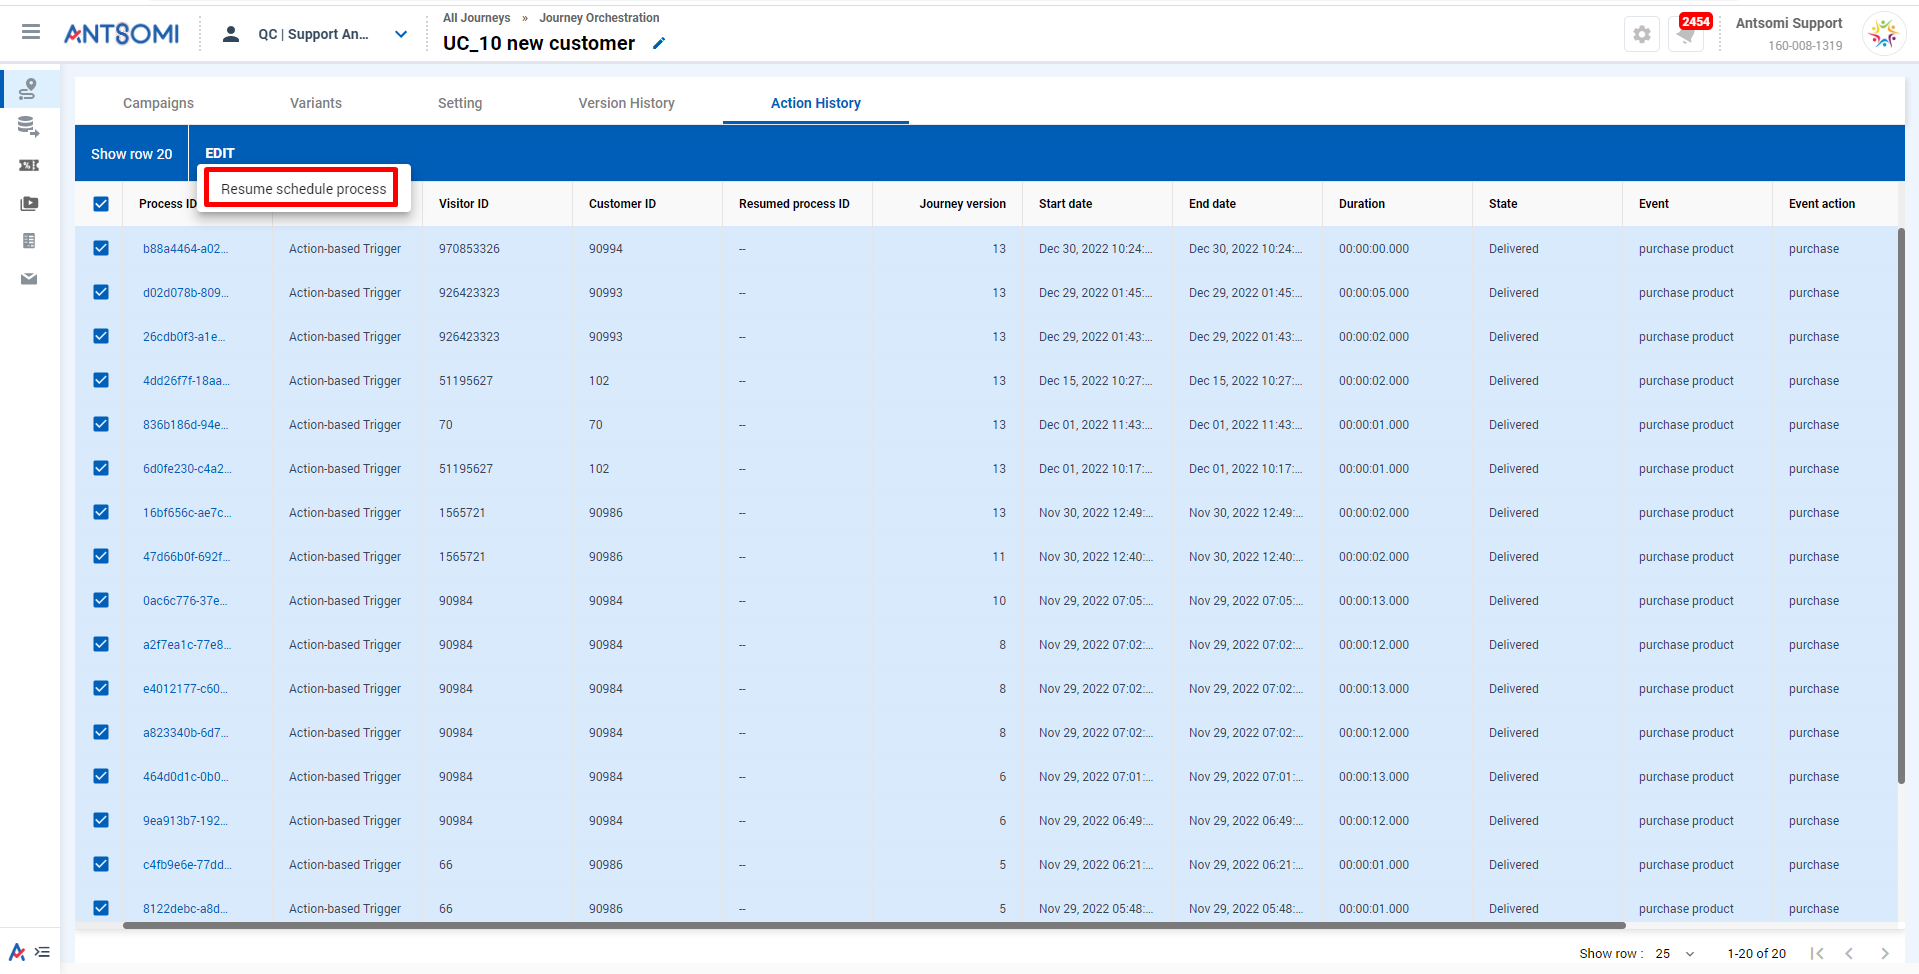 ANTSOMI
QC | Support An...
All Journeys » Journey Orchestration
UC_10 new customer
2454
Antsomi Support
160-008-1319
Campaigns Variants Setting Version History Action History
Show row 20 EDIT
Resume schedule process
Process ID Visitor ID Customer ID Resumed process ID Journey version Start date End date Duration State Event Event action
b88a4464-a02... Action-based Trigger 970853326 90994 -- 13 Dec 30, 2022 10:24:... Dec 30, 2022 10:24:... 00:00:00.000 Delivered purchase product purchase
d02d078b-809... Action-based Trigger 926423323 90993 -- 13 Dec 29, 2022 01:45:... Dec 29, 2022 01:45:... 00:00:05.000 Delivered purchase product purchase
26cdb0f3-a1e... Action-based Trigger 926423323 90993 -- 13 Dec 29, 2022 01:43:... Dec 29, 2022 01:43:... 00:00:02.000 Delivered purchase product purchase
4dd26f7f-18aa... Action-based Trigger 51195627 102 -- 13 Dec 15, 2022 10:27:... Dec 15, 2022 10:27:... 00:00:02.000 Delivered purchase product purchase
836b186d-94e... Action-based Trigger 70 70 -- 13 Dec 01, 2022 11:43:... Dec 01, 2022 11:43:... 00:00:01.000 Delivered purchase product purchase
6d0fe230-c4a2... Action-based Trigger 51195627 102 -- 13 Dec 01, 2022 10:17:... Dec 01, 2022 10:17:... 00:00:01.000 Delivered purchase product purchase
16bf656c-ae7c... Action-based Trigger 1565721 90986 -- 13 Nov 30, 2022 12:49:... Nov 30, 2022 12:49:... 00:00:02.000 Delivered purchase product purchase
47d66b0f-692f... Action-based Trigger 1565721 90986 -- 11 Nov 30, 2022 12:40:... Nov 30, 2022 12:40:... 00:00:02.000 Delivered purchase product purchase
0ac6c776-37e... Action-based Trigger 90984 90984 -- 10 Nov 29, 2022 07:05:... Nov 29, 2022 07:05:... 00:00:13.000 Delivered purchase product purchase
a2f7ea1c-77e8... Action-based Trigger 90984 90984 -- 8 Nov 29, 2022 07:02:... Nov 29, 2022 07:02:... 00:00:12.000 Delivered purchase product purchase
e4012177-c60... Action-based Trigger 90984 90984 -- 8 Nov 29, 2022 07:02:... Nov 29, 2022 07:02:... 00:00:13.000 Delivered purchase product purchase
a823340b-6d7... Action-based Trigger 90984 90984 -- 8 Nov 29, 2022 07:02:... Nov 29, 2022 07:02:... 00:00:12.000 Delivered purchase product purchase
464d0d1c-0b0... Action-based Trigger 90984 90984 -- 6 Nov 29, 2022 07:01:... Nov 29, 2022 07:01:... 00:00:13.000 Delivered purchase product purchase
9ea913b7-192... Action-based Trigger 90984 90984 -- 6 Nov 29, 2022 06:49:... Nov 29, 2022 06:49:... 00:00:12.000 Delivered purchase product purchase
c4fb9e6e-77dd... Action-based Trigger 66 90986 -- 5 Nov 29, 2022 06:21:... Nov 29, 2022 06:21:... 00:00:01.000 Delivered purchase product purchase
8122debc-a8d... Action-based Trigger 66 90986 -- 5 Nov 29, 2022 05:48:... Nov 29, 2022 05:48:... 00:00:01.000 Delivered purchase product purchase
Show row : 25 1-20 of 20